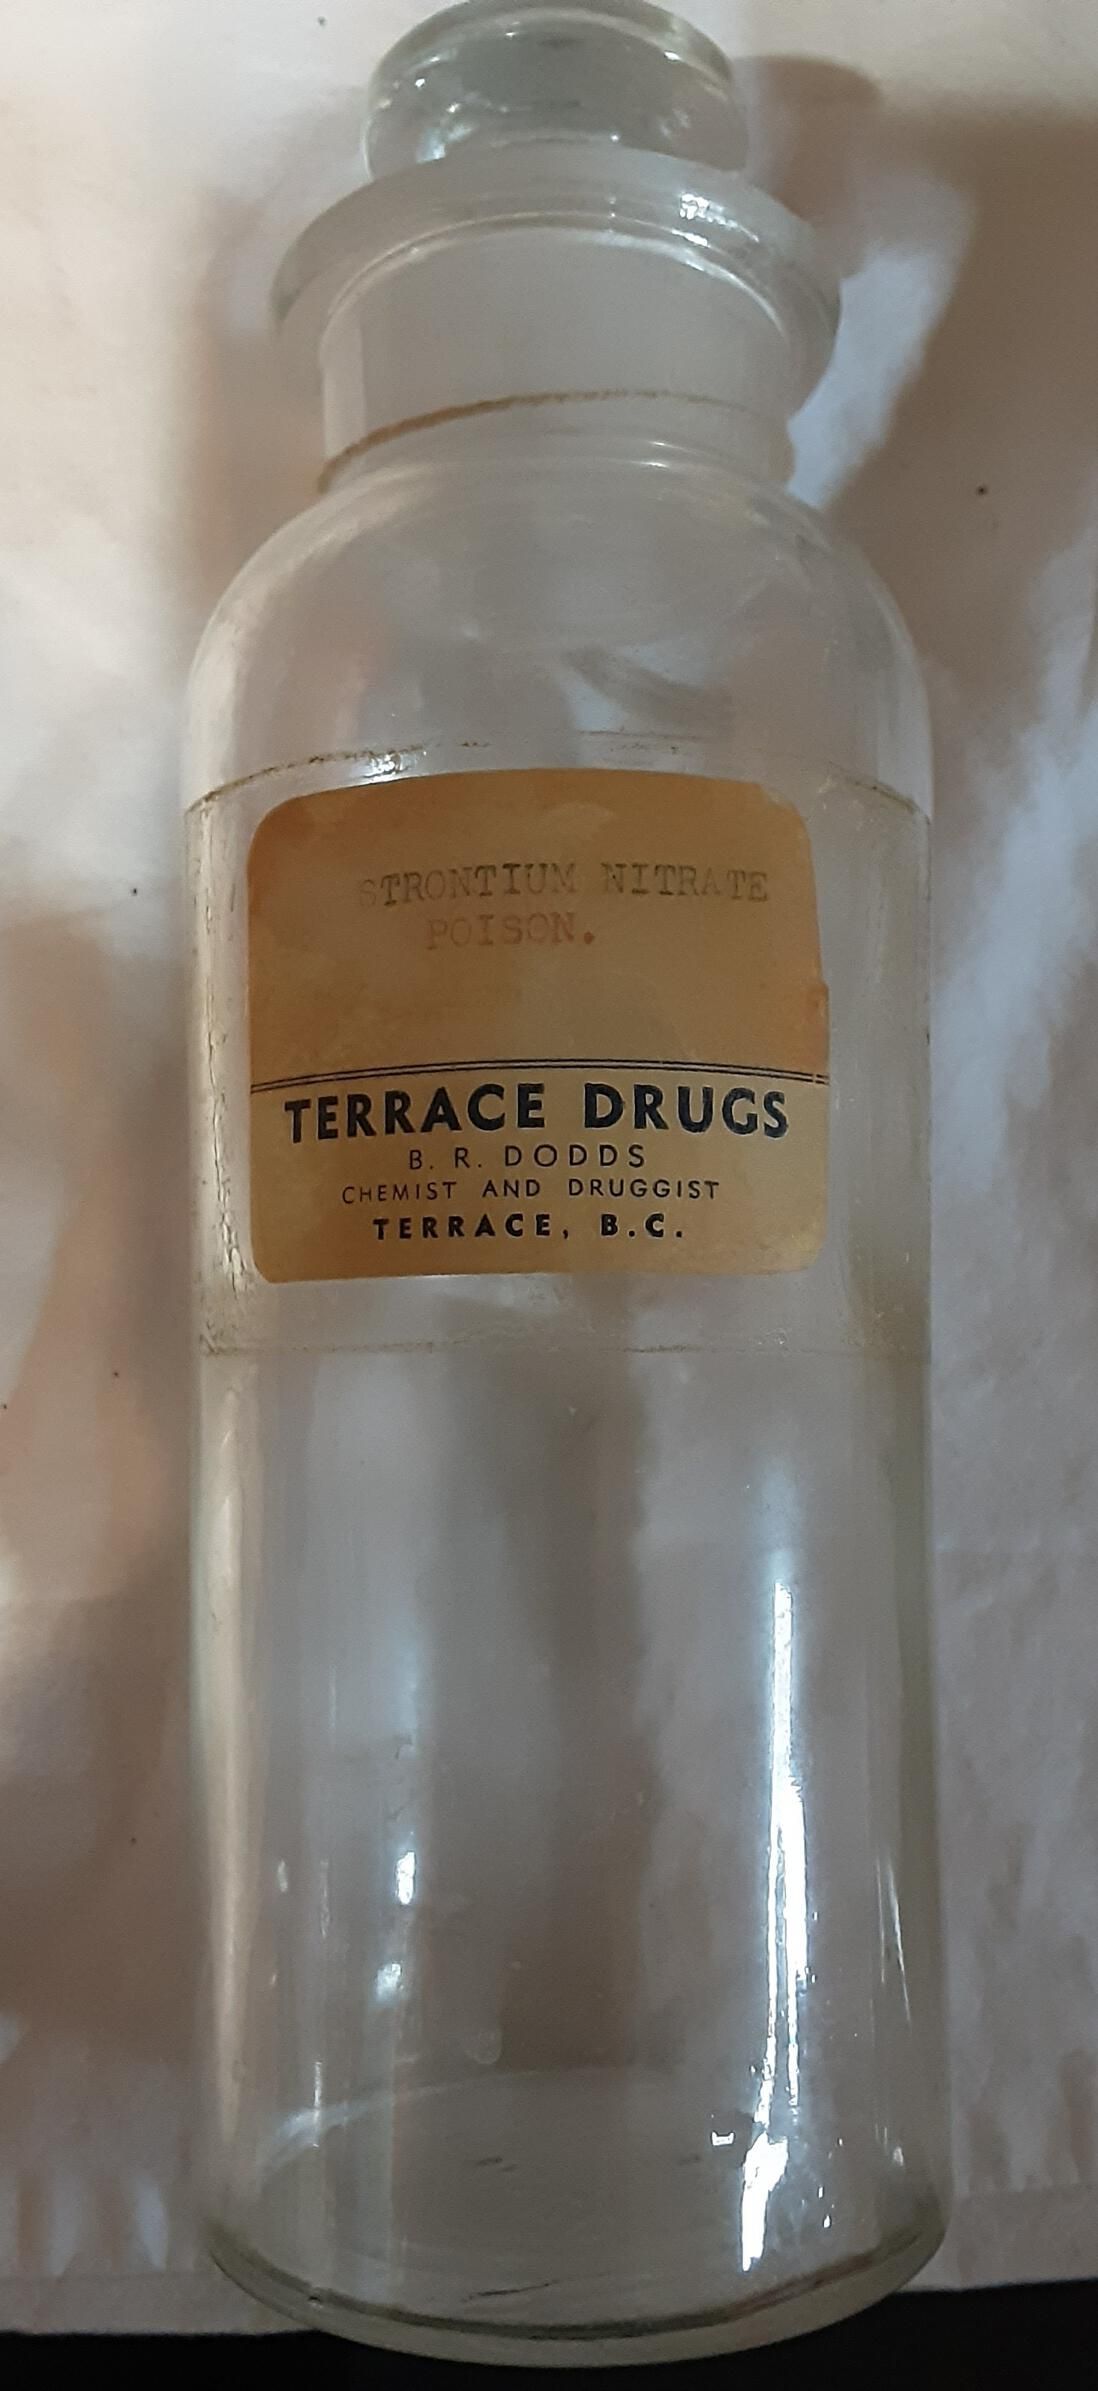 STRONTIUM NITRATE
POISON.
TERRACE DRUGS
B. R. DODDS
CHEMIST AND DRUGGIST
TERRACE, B.C.